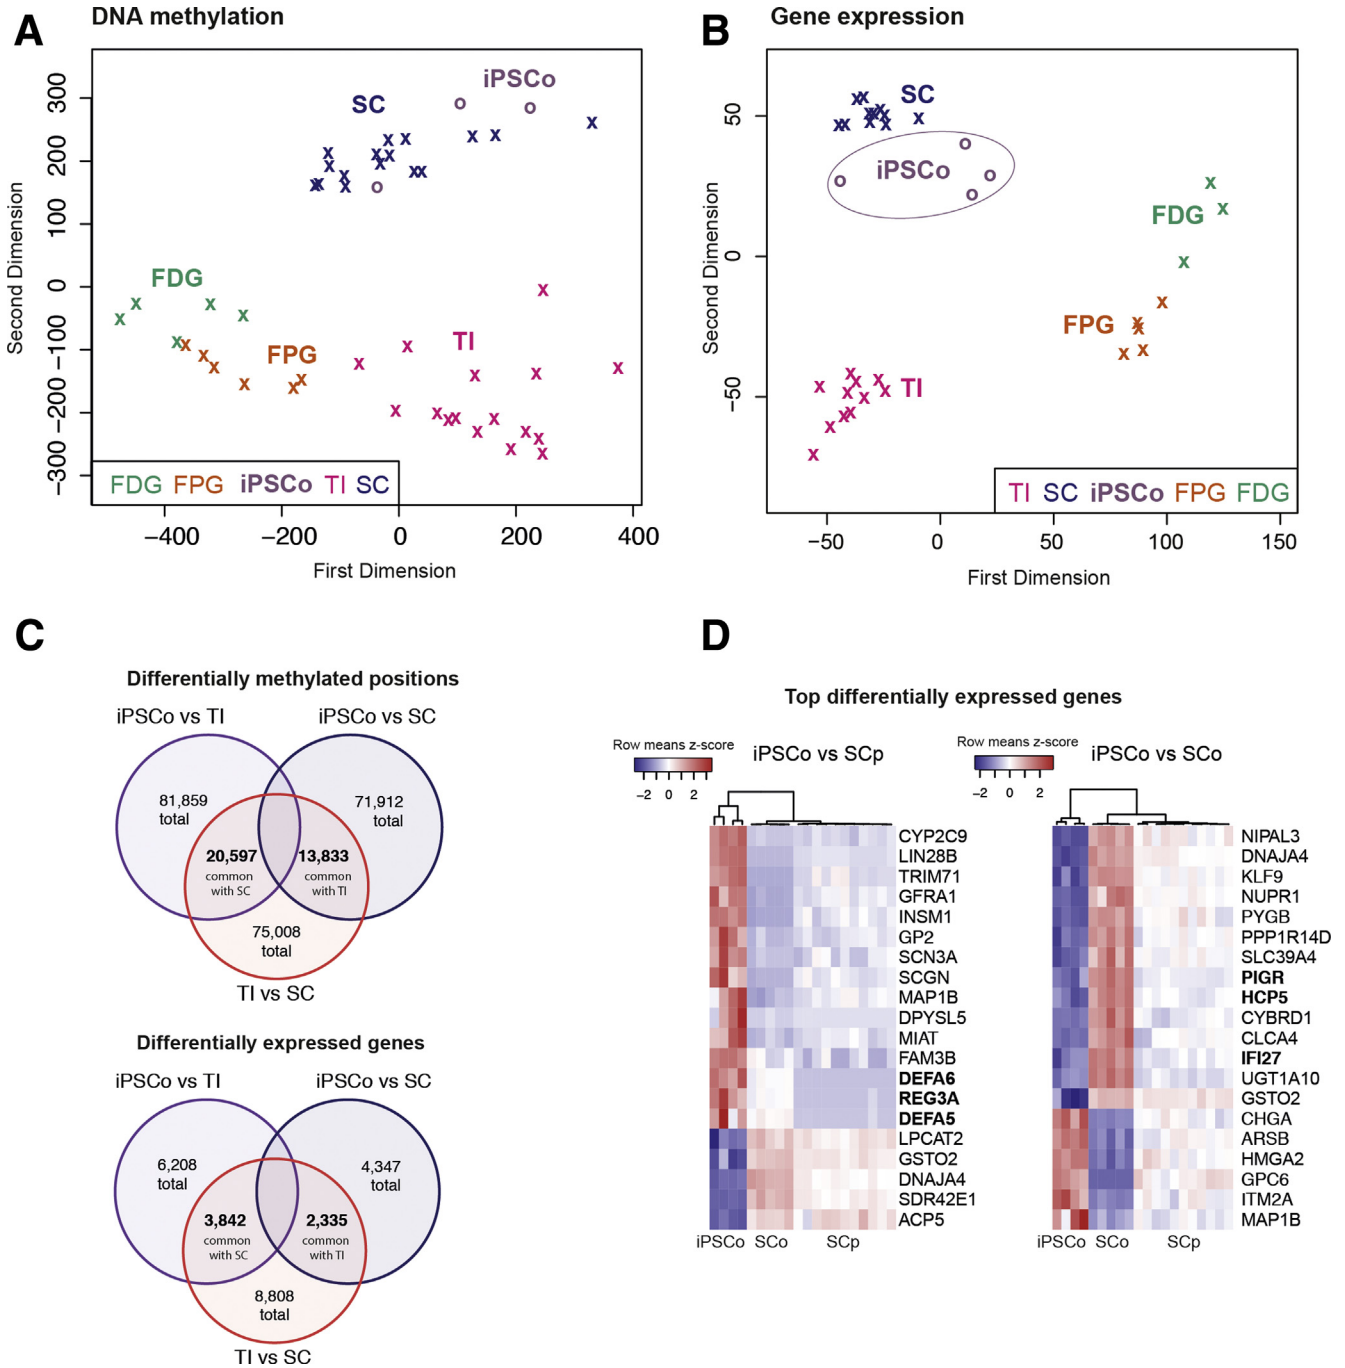 A
DNA methylation
Second Dimension
300
200
100
0
−100
−200
−300
SC
iPSCo
FDG
FPG
TI
FDG FPG iPSCo TI SC
−400 −200 0 200 400
First Dimension
B
Gene expression
Second Dimension
50
0
−50
SC
iPSCo
FDG
FPG
TI
TI SC iPSCo FPG FDG
−50 0 50 100 150
First Dimension
C
Differentially methylated positions
iPSCo vs TI
iPSCo vs SC
81,859
total
71,912
total
20,597
common
with SC
13,833
common
with TI
75,008
total
TI vs SC
Differentially expressed genes
iPSCo vs TI
iPSCo vs SC
6,208
total
4,347
total
3,842
common
with SC
2,335
common
with TI
8,808
total
TI vs SC
D
Top differentially expressed genes
Row means z-score
−2 0 2
iPSCo vs SCp
CYP2C9
LIN28B
TRIM71
GFRA1
INSM1
GP2
SCN3A
SCGN
MAP1B
DPYSL5
MIAT
FAM3B
DEFA6
REG3A
DEFA5
LPCAT2
GSTO2
DNAJA4
SDR42E1
ACP5
iPSCo SCo SCp
Row means z-score
−2 0 2
iPSCo vs SCo
NIPAL3
DNAJA4
KLF9
NUPR1
PYGB
PPP1R14D
SLC39A4
PIGR
HCP5
CYBRD1
CLCA4
IFI27
UGT1A10
GSTO2
CHGA
ARSB
HMGA2
GPC6
ITM2A
MAP1B
iPSCo SCo SCp